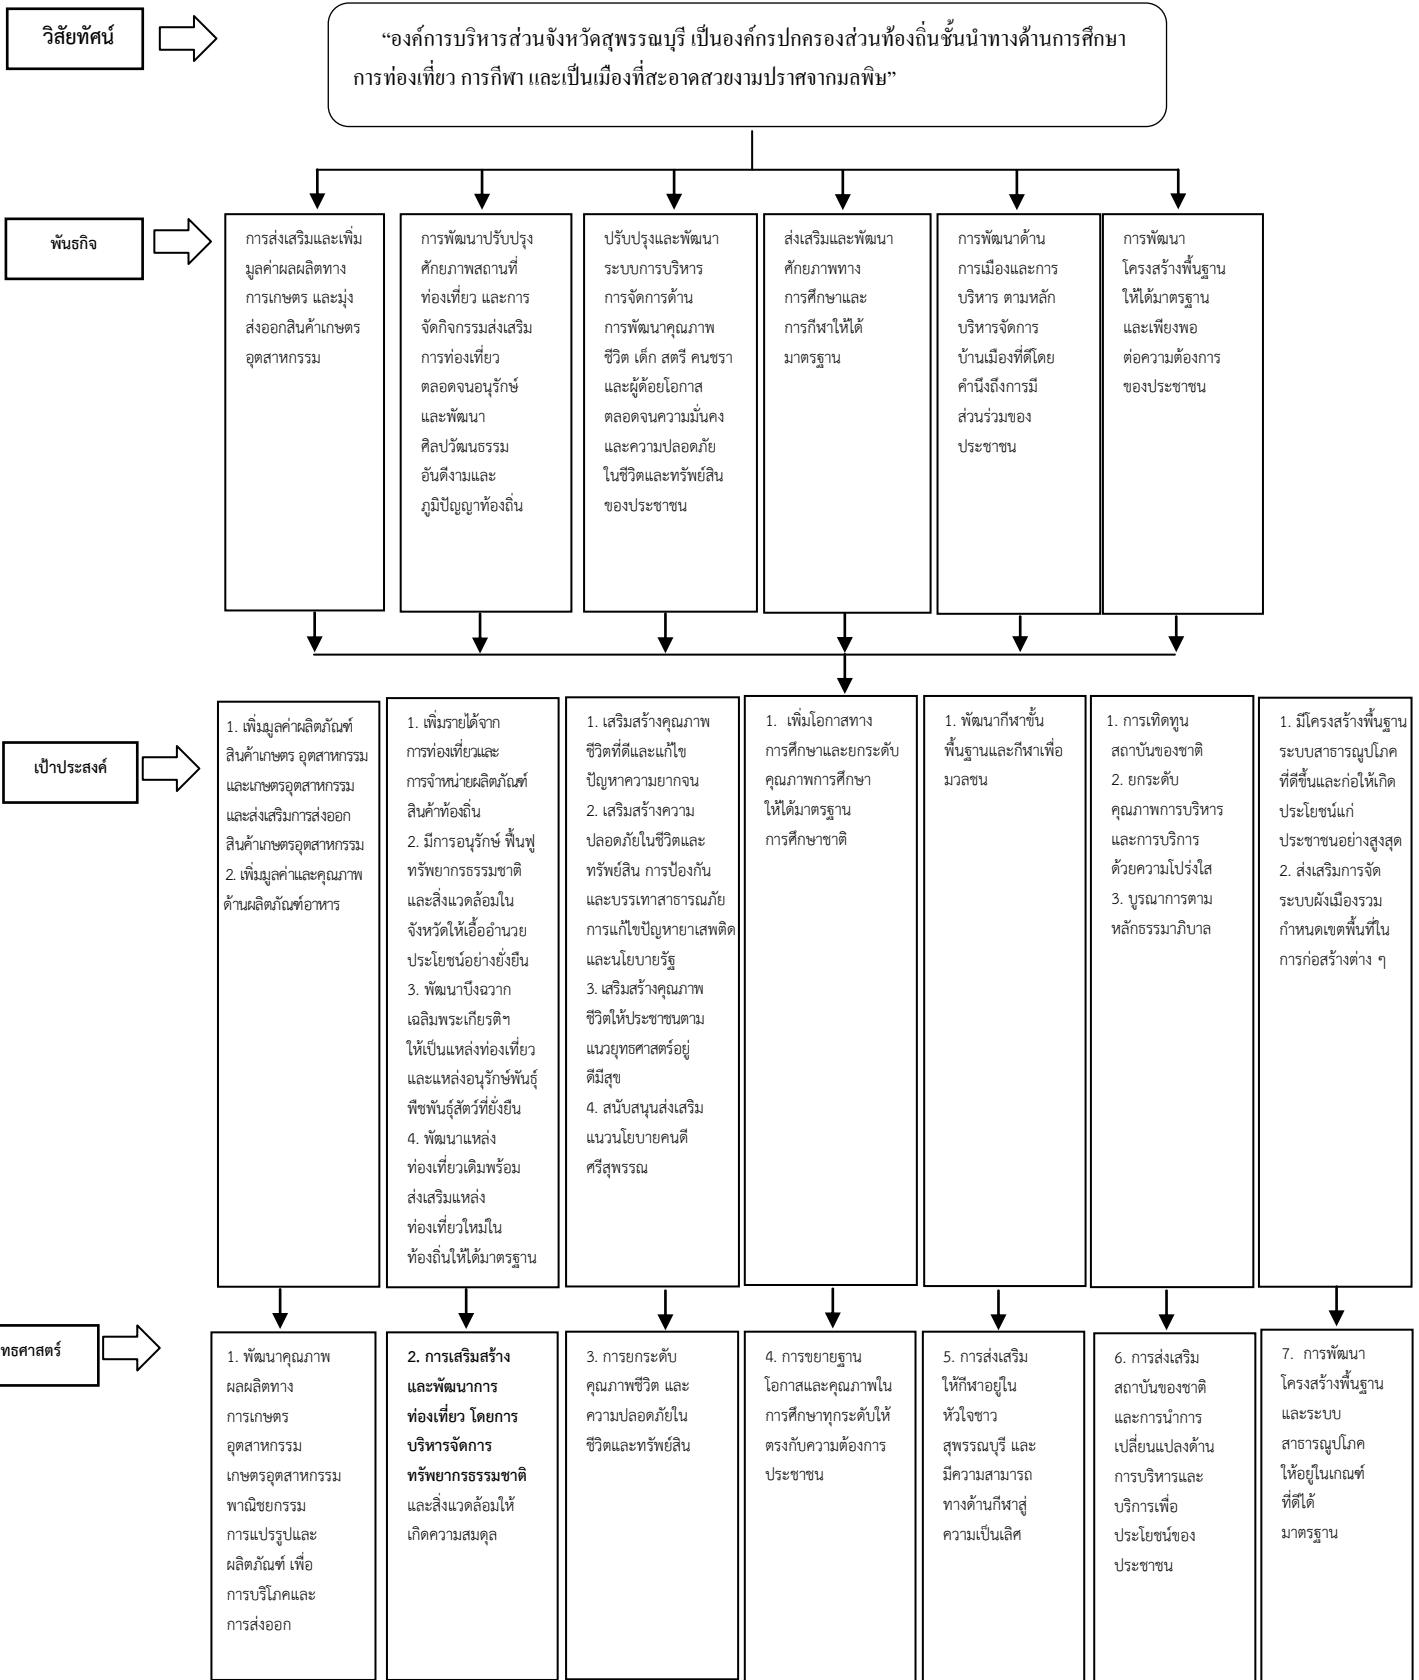 วิสัยทัศน์
“องค์การบริหารส่วนจังหวัดสุพรรณบุรี เป็นองค์กรปกครองส่วนท้องถิ่นชั้นนำทางด้านการศึกษา
การท่องเที่ยว การกีฬา และเป็นเมืองที่สะอาดสวยงามปราศจากมลพิษ”
พันธกิจ
การส่งเสริมและเพิ่ม
มูลค่าผลผลิตทาง
การเกษตร และมุ่ง
ส่งออกสินค้าเกษตร
อุตสาหกรรม
การพัฒนาปรับปรุง
ศักยภาพสถานที่
ท่องเที่ยว และการ
จัดกิจกรรมส่งเสริม
การท่องเที่ยว
ตลอดจนอนุรักษ์
และพัฒนา
ศิลปวัฒนธรรม
อันดีงามและ
ภูมิปัญญาท้องถิ่น
ปรับปรุงและพัฒนา
ระบบการบริหาร
การจัดการด้าน
การพัฒนาคุณภาพ
ชีวิต เด็ก สตรี คนชรา
และผู้ด้อยโอกาส
ตลอดจนความมั่นคง
และความปลอดภัย
ในชีวิตและทรัพย์สิน
ของประชาชน
ส่งเสริมและพัฒนา
ศักยภาพทาง
การศึกษาและ
การกีฬาให้ได้
มาตรฐาน
การพัฒนาด้าน
การเมืองและการ
บริหาร ตามหลัก
บริหารจัดการ
บ้านเมืองที่ดีโดย
คำนึงถึงการมี
ส่วนร่วมของ
ประชาชน
การพัฒนา
โครงสร้างพื้นฐาน
ให้ได้มาตรฐาน
และเพียงพอ
ต่อความต้องการ
ของประชาชน
เป้าประสงค์
1. เพิ่มมูลค่าผลิตภัณฑ์
สินค้าเกษตร อุตสาหกรรม
และเกษตรอุตสาหกรรม
และส่งเสริมการส่งออก
สินค้าเกษตรอุตสาหกรรม
2. เพิ่มมูลค่าและคุณภาพ
ด้านผลิตภัณฑ์อาหาร
1. เพิ่มรายได้จาก
การท่องเที่ยวและ
การจำหน่ายผลิตภัณฑ์
สินค้าท้องถิ่น
2. มีการอนุรักษ์ ฟื้นฟู
ทรัพยากรธรรมชาติ
และสิ่งแวดล้อมใน
จังหวัดให้เอื้ออำนวย
ประโยชน์อย่างยั่งยืน
3. พัฒนาบึงฉวาก
เฉลิมพระเกียรติฯ
ให้เป็นแหล่งท่องเที่ยว
และแหล่งอนุรักษ์พันธุ์
พืชพันธุ์สัตว์ที่ยั่งยืน
4. พัฒนาแหล่ง
ท่องเที่ยวเดิมพร้อม
ส่งเสริมแหล่ง
ท่องเที่ยวใหม่ใน
ท้องถิ่นให้ได้มาตรฐาน
1. เสริมสร้างคุณภาพ
ชีวิตที่ดีและแก้ไข
ปัญหาความยากจน
2. เสริมสร้างความ
ปลอดภัยในชีวิตและ
ทรัพย์สิน การป้องกัน
และบรรเทาสาธารณภัย
การแก้ไขปัญหายาเสพติด
และนโยบายรัฐ
3. เสริมสร้างคุณภาพ
ชีวิตให้ประชาชนตาม
แนวยุทธศาสตร์อยู่
ดีมีสุข
4. สนับสนุนส่งเสริม
แนวนโยบายคนดี
ศรีสุพรรณ
1. เพิ่มโอกาสทาง
การศึกษาและยกระดับ
คุณภาพการศึกษา
ให้ได้มาตรฐาน
การศึกษาชาติ
1. พัฒนากีฬาขั้น
พื้นฐานและกีฬาเพื่อ
มวลชน
1. การเทิดทูน
สถาบันของชาติ
2. ยกระดับ
คุณภาพการบริหาร
และการบริการ
ด้วยความโปร่งใส
3. บูรณาการตาม
หลักธรรมาภิบาล
1. มีโครงสร้างพื้นฐาน
ระบบสาธารณูปโภค
ที่ดีขึ้นและก่อให้เกิด
ประโยชน์แก่
ประชาชนอย่างสูงสุด
2. ส่งเสริมการจัด
ระบบผังเมืองรวม
กำหนดเขตพื้นที่ใน
การก่อสร้างต่าง ๆ
ทธศาสตร์
1. พัฒนาคุณภาพ
ผลผลิตทาง
การเกษตร
อุตสาหกรรม
เกษตรอุตสาหกรรม
พาณิชยกรรม
การแปรรูปและ
ผลิตภัณฑ์ เพื่อ
การบริโภคและ
การส่งออก
2. การเสริมสร้าง
และพัฒนาการ
ท่องเที่ยว โดยการ
บริหารจัดการ
ทรัพยากรธรรมชาติ
และสิ่งแวดล้อมให้
เกิดความสมดุล
3. การยกระดับ
คุณภาพชีวิต และ
ความปลอดภัยใน
ชีวิตและทรัพย์สิน
4. การขยายฐาน
โอกาสและคุณภาพใน
การศึกษาทุกระดับให้
ตรงกับความต้องการ
ประชาชน
5. การส่งเสริม
ให้กีฬาอยู่ใน
หัวใจชาว
สุพรรณบุรี และ
มีความสามารถ
ทางด้านกีฬาสู่
ความเป็นเลิศ
6. การส่งเสริม
สถาบันของชาติ
และการนำการ
เปลี่ยนแปลงด้าน
การบริหารและ
บริการเพื่อ
ประโยชน์ของ
ประชาชน
7. การพัฒนา
โครงสร้างพื้นฐาน
และระบบ
สาธารณูปโภค
ให้อยู่ในเกณฑ์
ที่ดีได้
มาตรฐาน